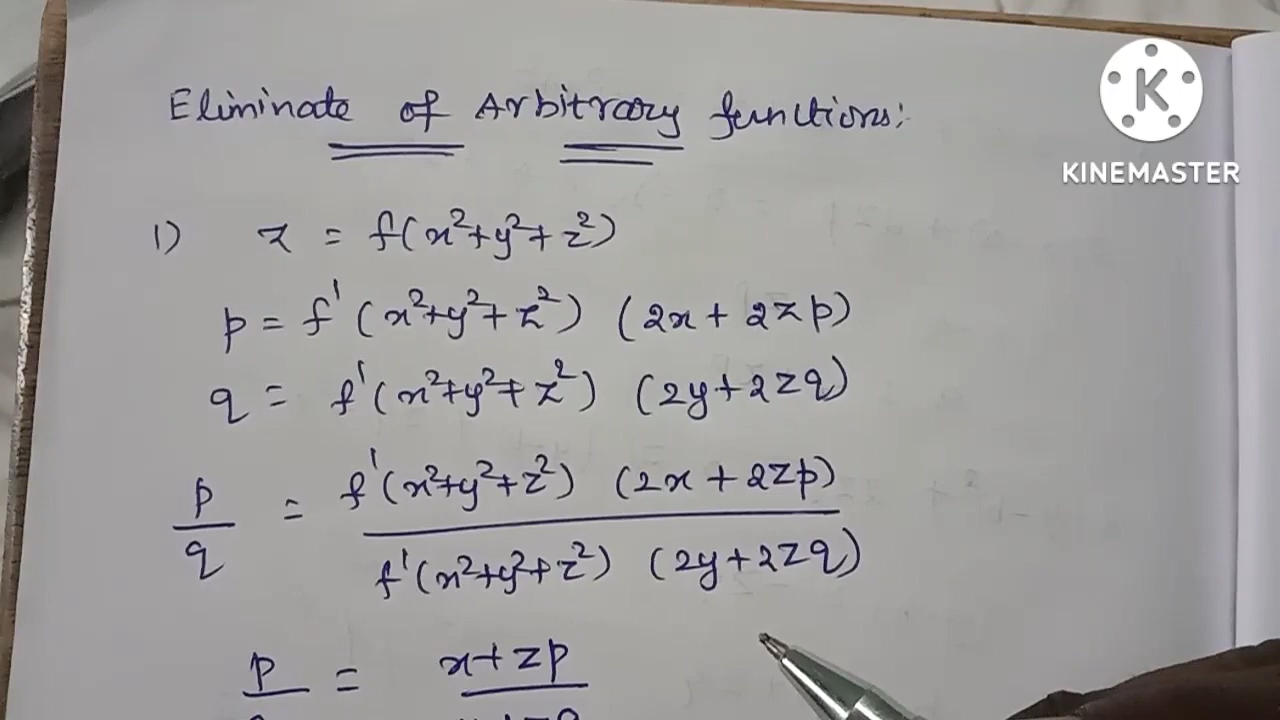 Eliminate of Arbitrary functions:
K
KINEMASTER
1) z = f(x²+y²+z²)
p = f'(x²+y²+z²) (2x + 2zp)
q = f'(x²+y²+z²) (2y+2zq)
p/q = f'(x²+y²+z²) (2x + 2zp) / f'(x²+y²+z²) (2y+2zq)
p = x+zp